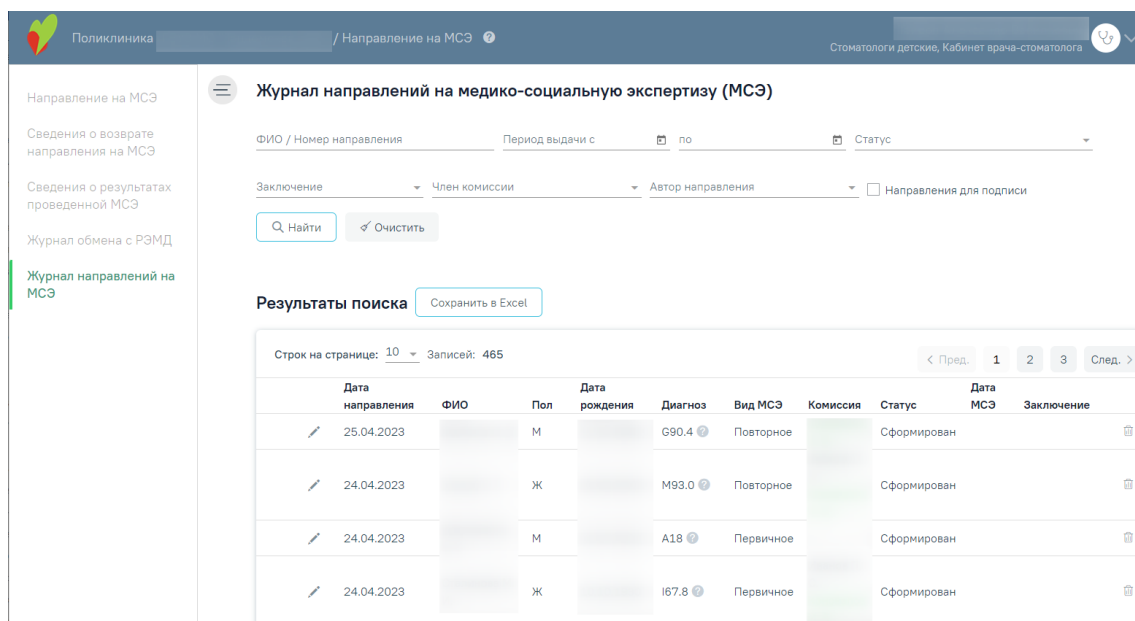 Поликлиника / Направление на МСЭ ?
Стоматологи детские, Кабинет врача-стоматолога
Направление на МСЭ
Сведения о возврате
направления на МСЭ
Сведения о результатах
проведенной МСЭ
Журнал обмена с РЭМД
Журнал направлений на
МСЭ
Журнал направлений на медико-социальную экспертизу (МСЭ)
ФИО / Номер направления Период выдачи с по Статус
Заключение Член комиссии Автор направления Направления для подписи
Найти Очистить
Результаты поиска Сохранить в Excel
Строк на странице: 10 Записей: 465 < Пред. 1 2 3 След. >
Дата Дата Дата
направления ФИО Пол рождения Диагноз Вид МСЭ Комиссия Статус МСЭ Заключение
25.04.2023 М G90.4 ? Повторное Сформирован
24.04.2023 Ж M93.0 ? Повторное Сформирован
24.04.2023 М A18 ? Первичное Сформирован
24.04.2023 Ж I67.8 ? Первичное Сформирован